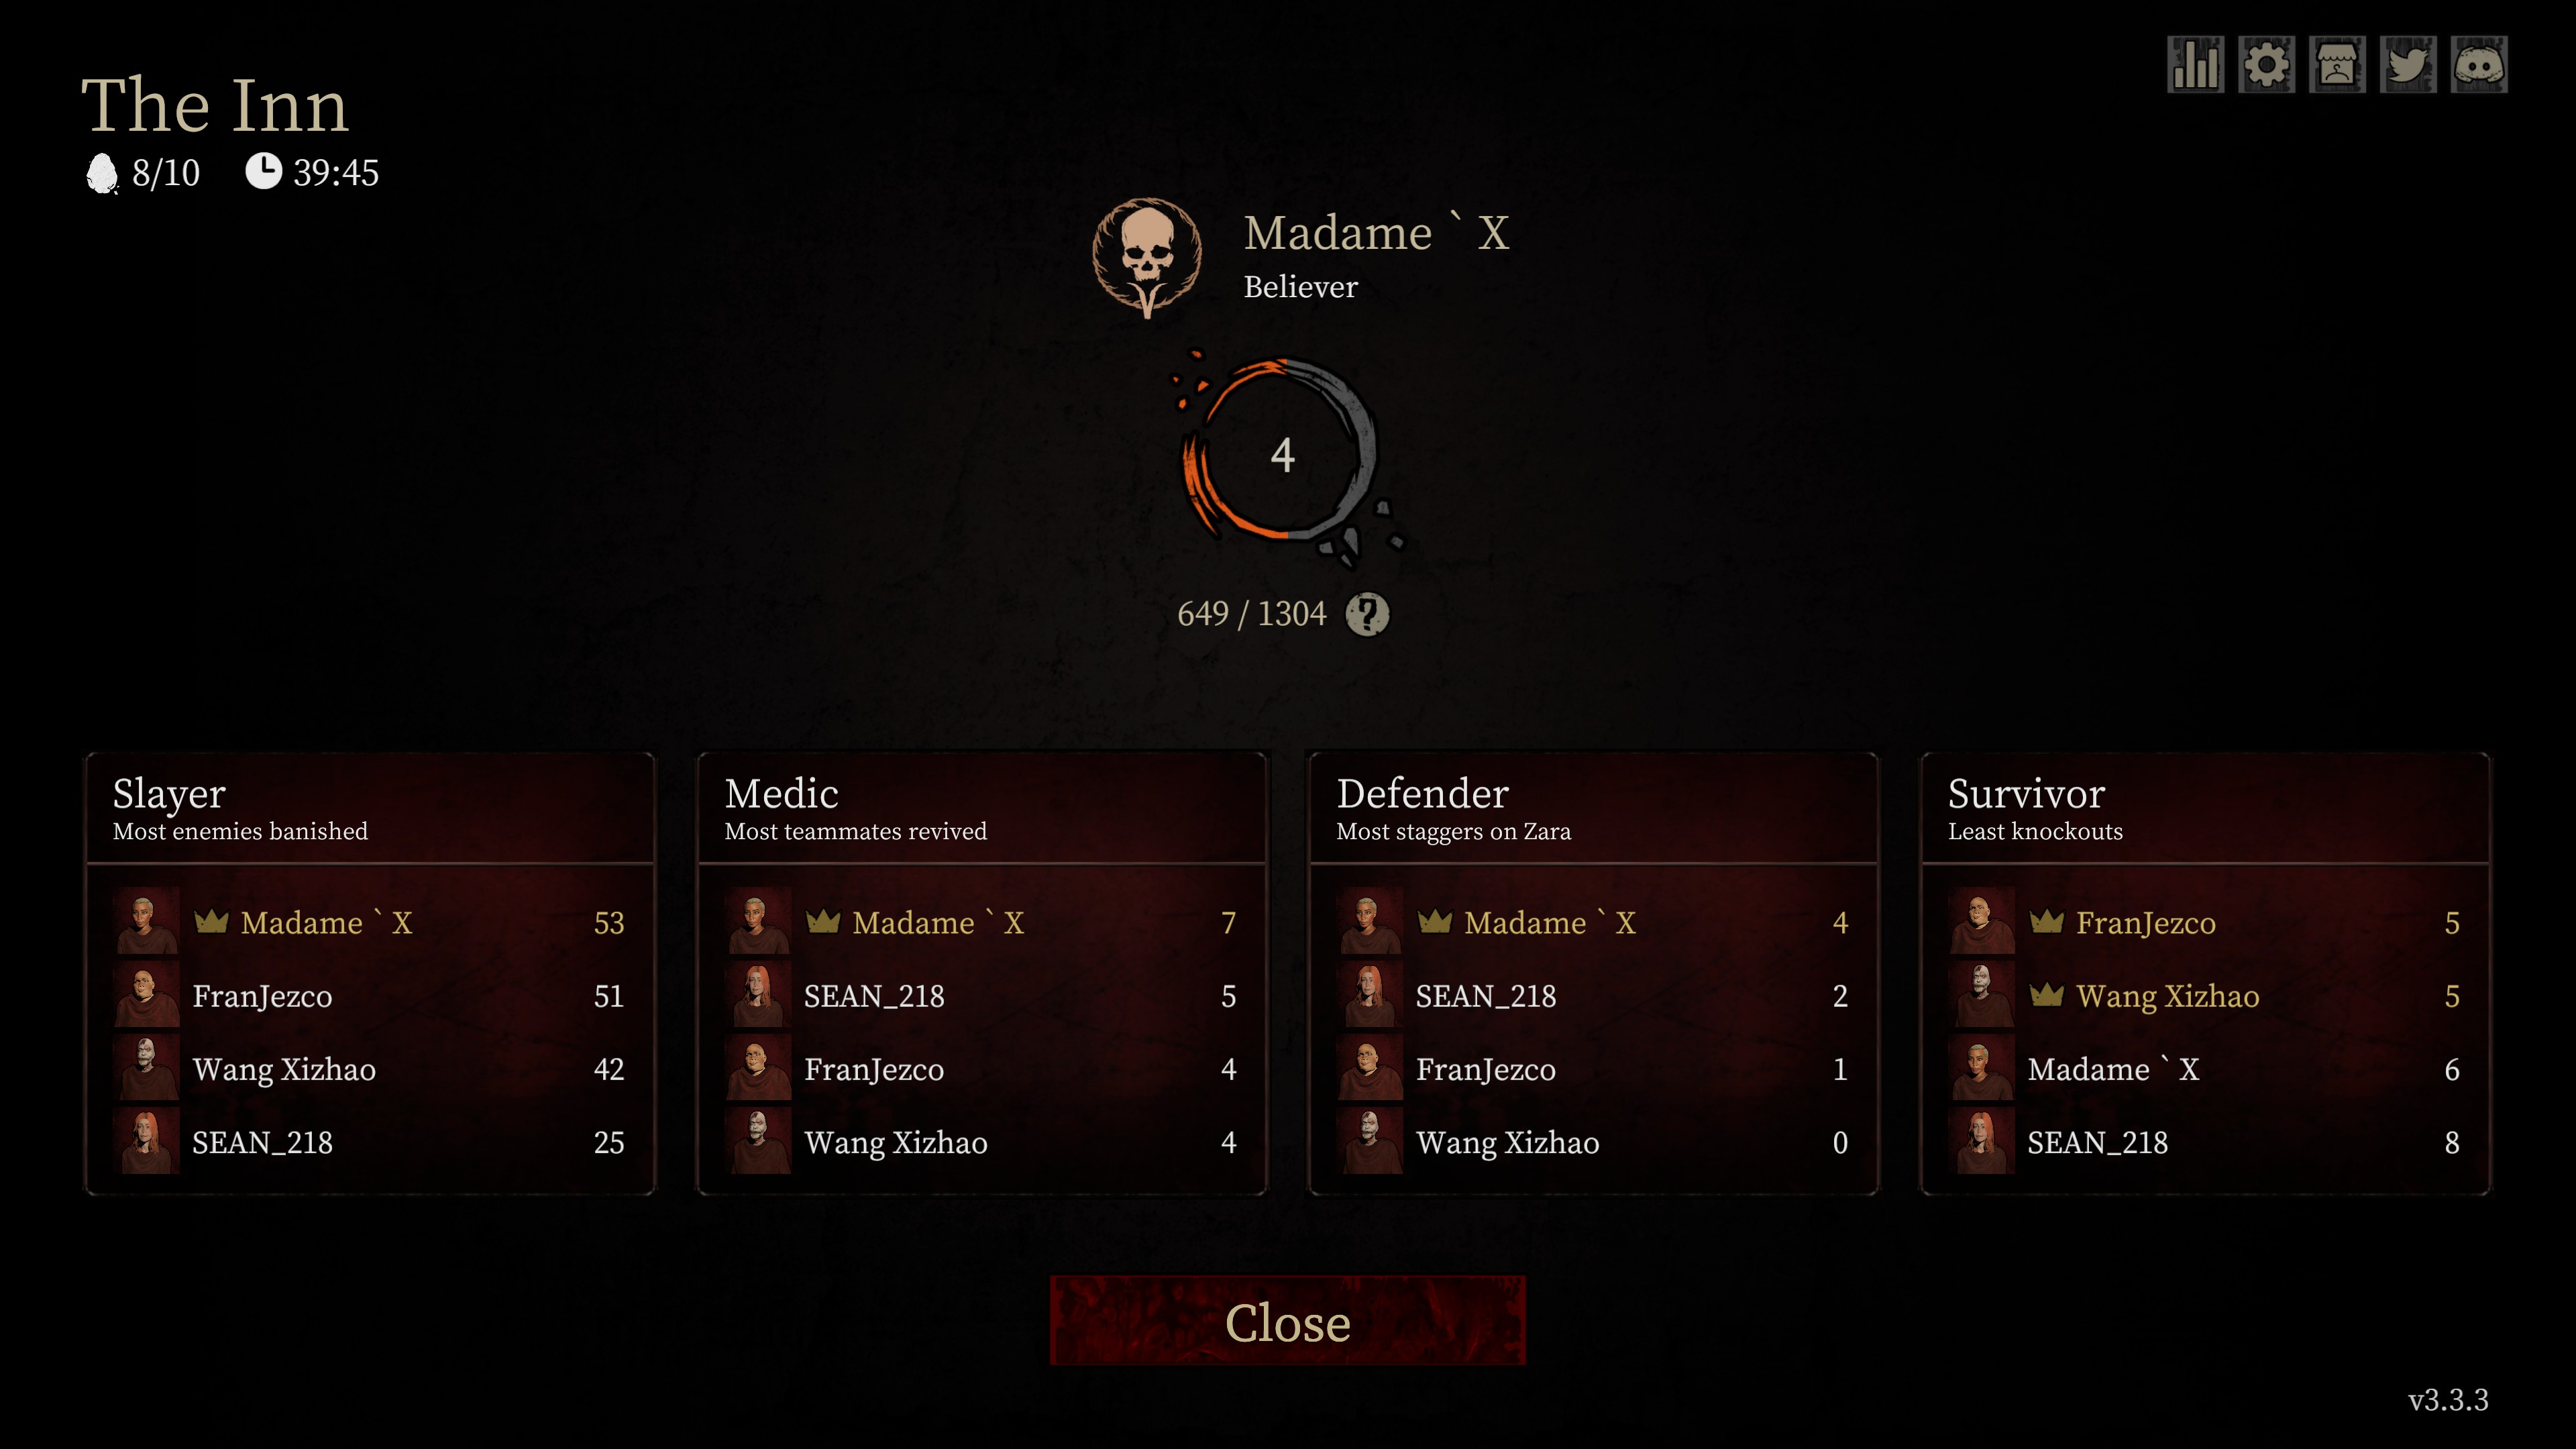 The Inn
8/10 39:45
Madame ` X
Believer
4
649 / 1304 ?
Slayer
Most enemies banished
Madame ` X 53
FranJezco 51
Wang Xizhao 42
SEAN_218 25
Medic
Most teammates revived
Madame ` X 7
SEAN_218 5
FranJezco 4
Wang Xizhao 4
Defender
Most staggers on Zara
Madame ` X 4
SEAN_218 2
FranJezco 1
Wang Xizhao 0
Survivor
Least knockouts
FranJezco 5
Wang Xizhao 5
Madame ` X 6
SEAN_218 8
Close
v3.3.3